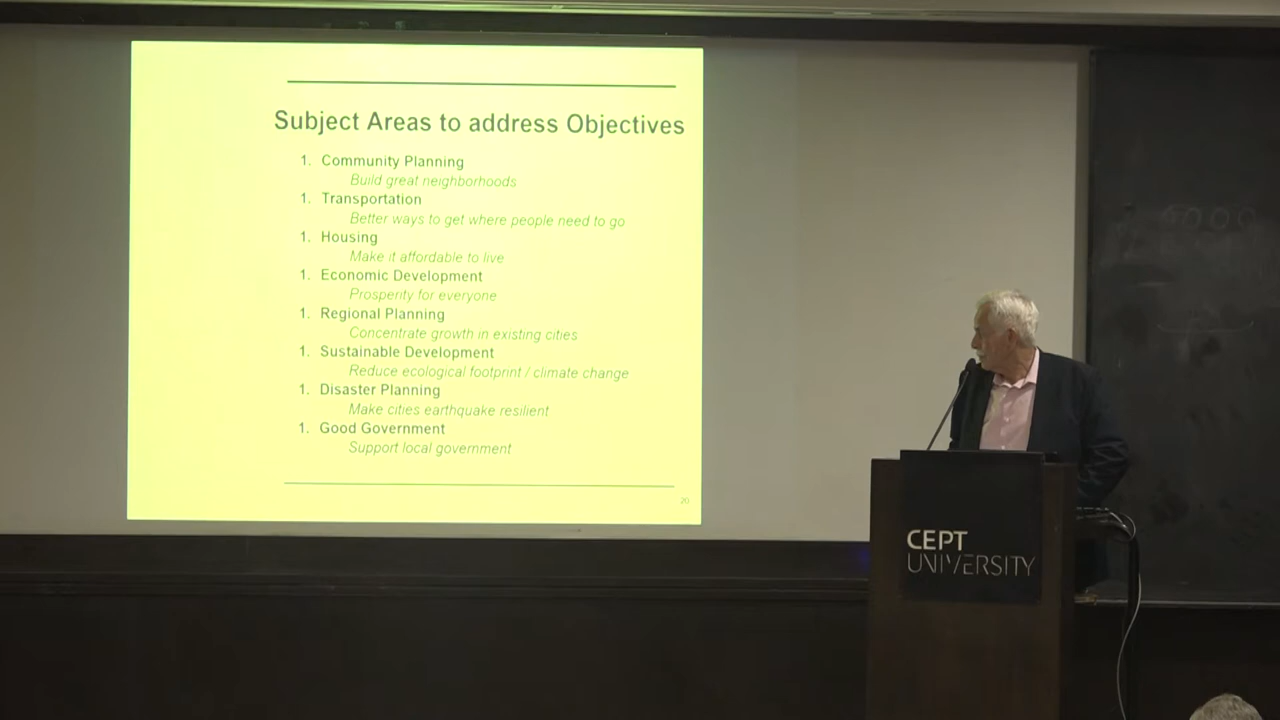 Subject Areas to address Objectives
1. Community Planning
Build great neighborhoods
1. Transportation
Better ways to get where people need to go
1. Housing
Make it affordable to live
1. Economic Development
Prosperity for everyone
1. Regional Planning
Concentrate growth in existing cities
1. Sustainable Development
Reduce ecological footprint / climate change
1. Disaster Planning
Make cities earthquake resilient
1. Good Government
Support local government
20
CEPT
UNIVERSITY